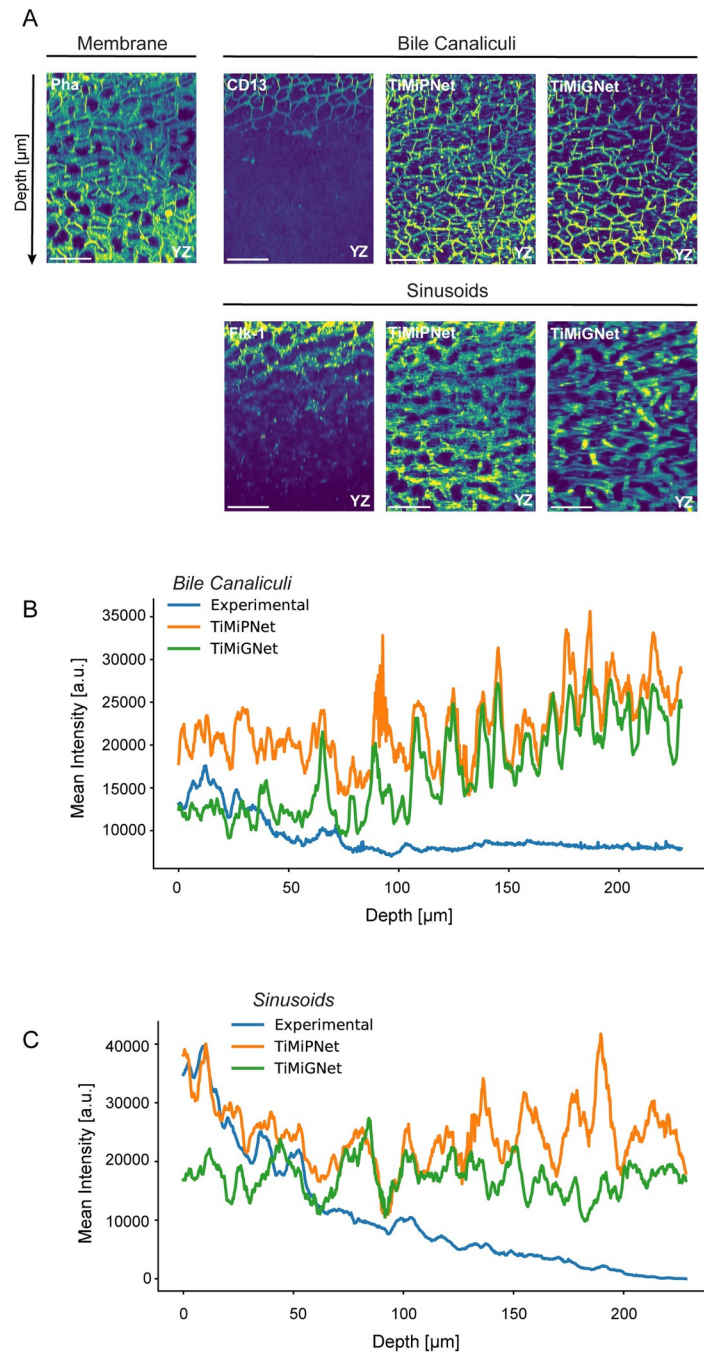 A
Membrane
Bile Canaliculi
Depth [µm]
Pha
YZ
CD13
YZ
TiMiPNet
YZ
TiMiGNet
YZ
Sinusoids
Flk-1
YZ
TiMiPNet
YZ
TiMiGNet
YZ
B
Bile Canaliculi
Experimental
TiMiPNet
TiMiGNet
Mean Intensity [a.u.]
35000
30000
25000
20000
15000
10000
0 50 100 150 200
Depth [µm]
C
Sinusoids
Experimental
TiMiPNet
TiMiGNet
Mean Intensity [a.u.]
40000
30000
20000
10000
0
0 50 100 150 200
Depth [µm]